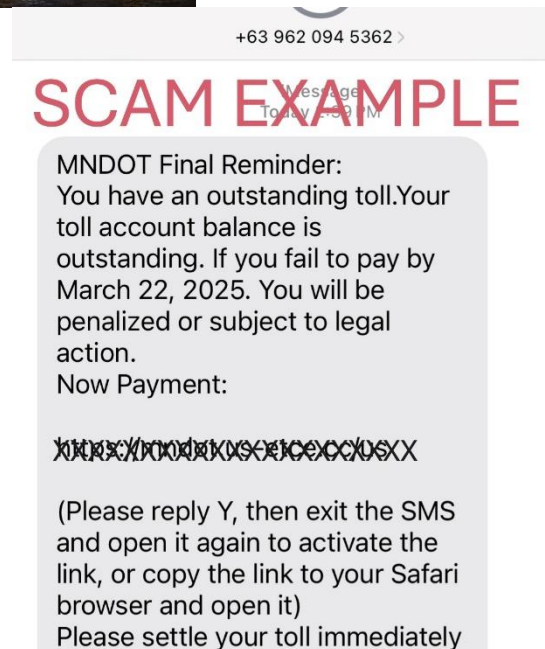 +63 962 094 5362 >
Message
SCAM EXAMPLE
Today PM
MNDOT Final Reminder:
You have an outstanding toll.Your
toll account balance is
outstanding. If you fail to pay by
March 22, 2025. You will be
penalized or subject to legal
action.
Now Payment:
(Please reply Y, then exit the SMS
and open it again to activate the
link, or copy the link to your Safari
browser and open it)
Please settle your toll immediately